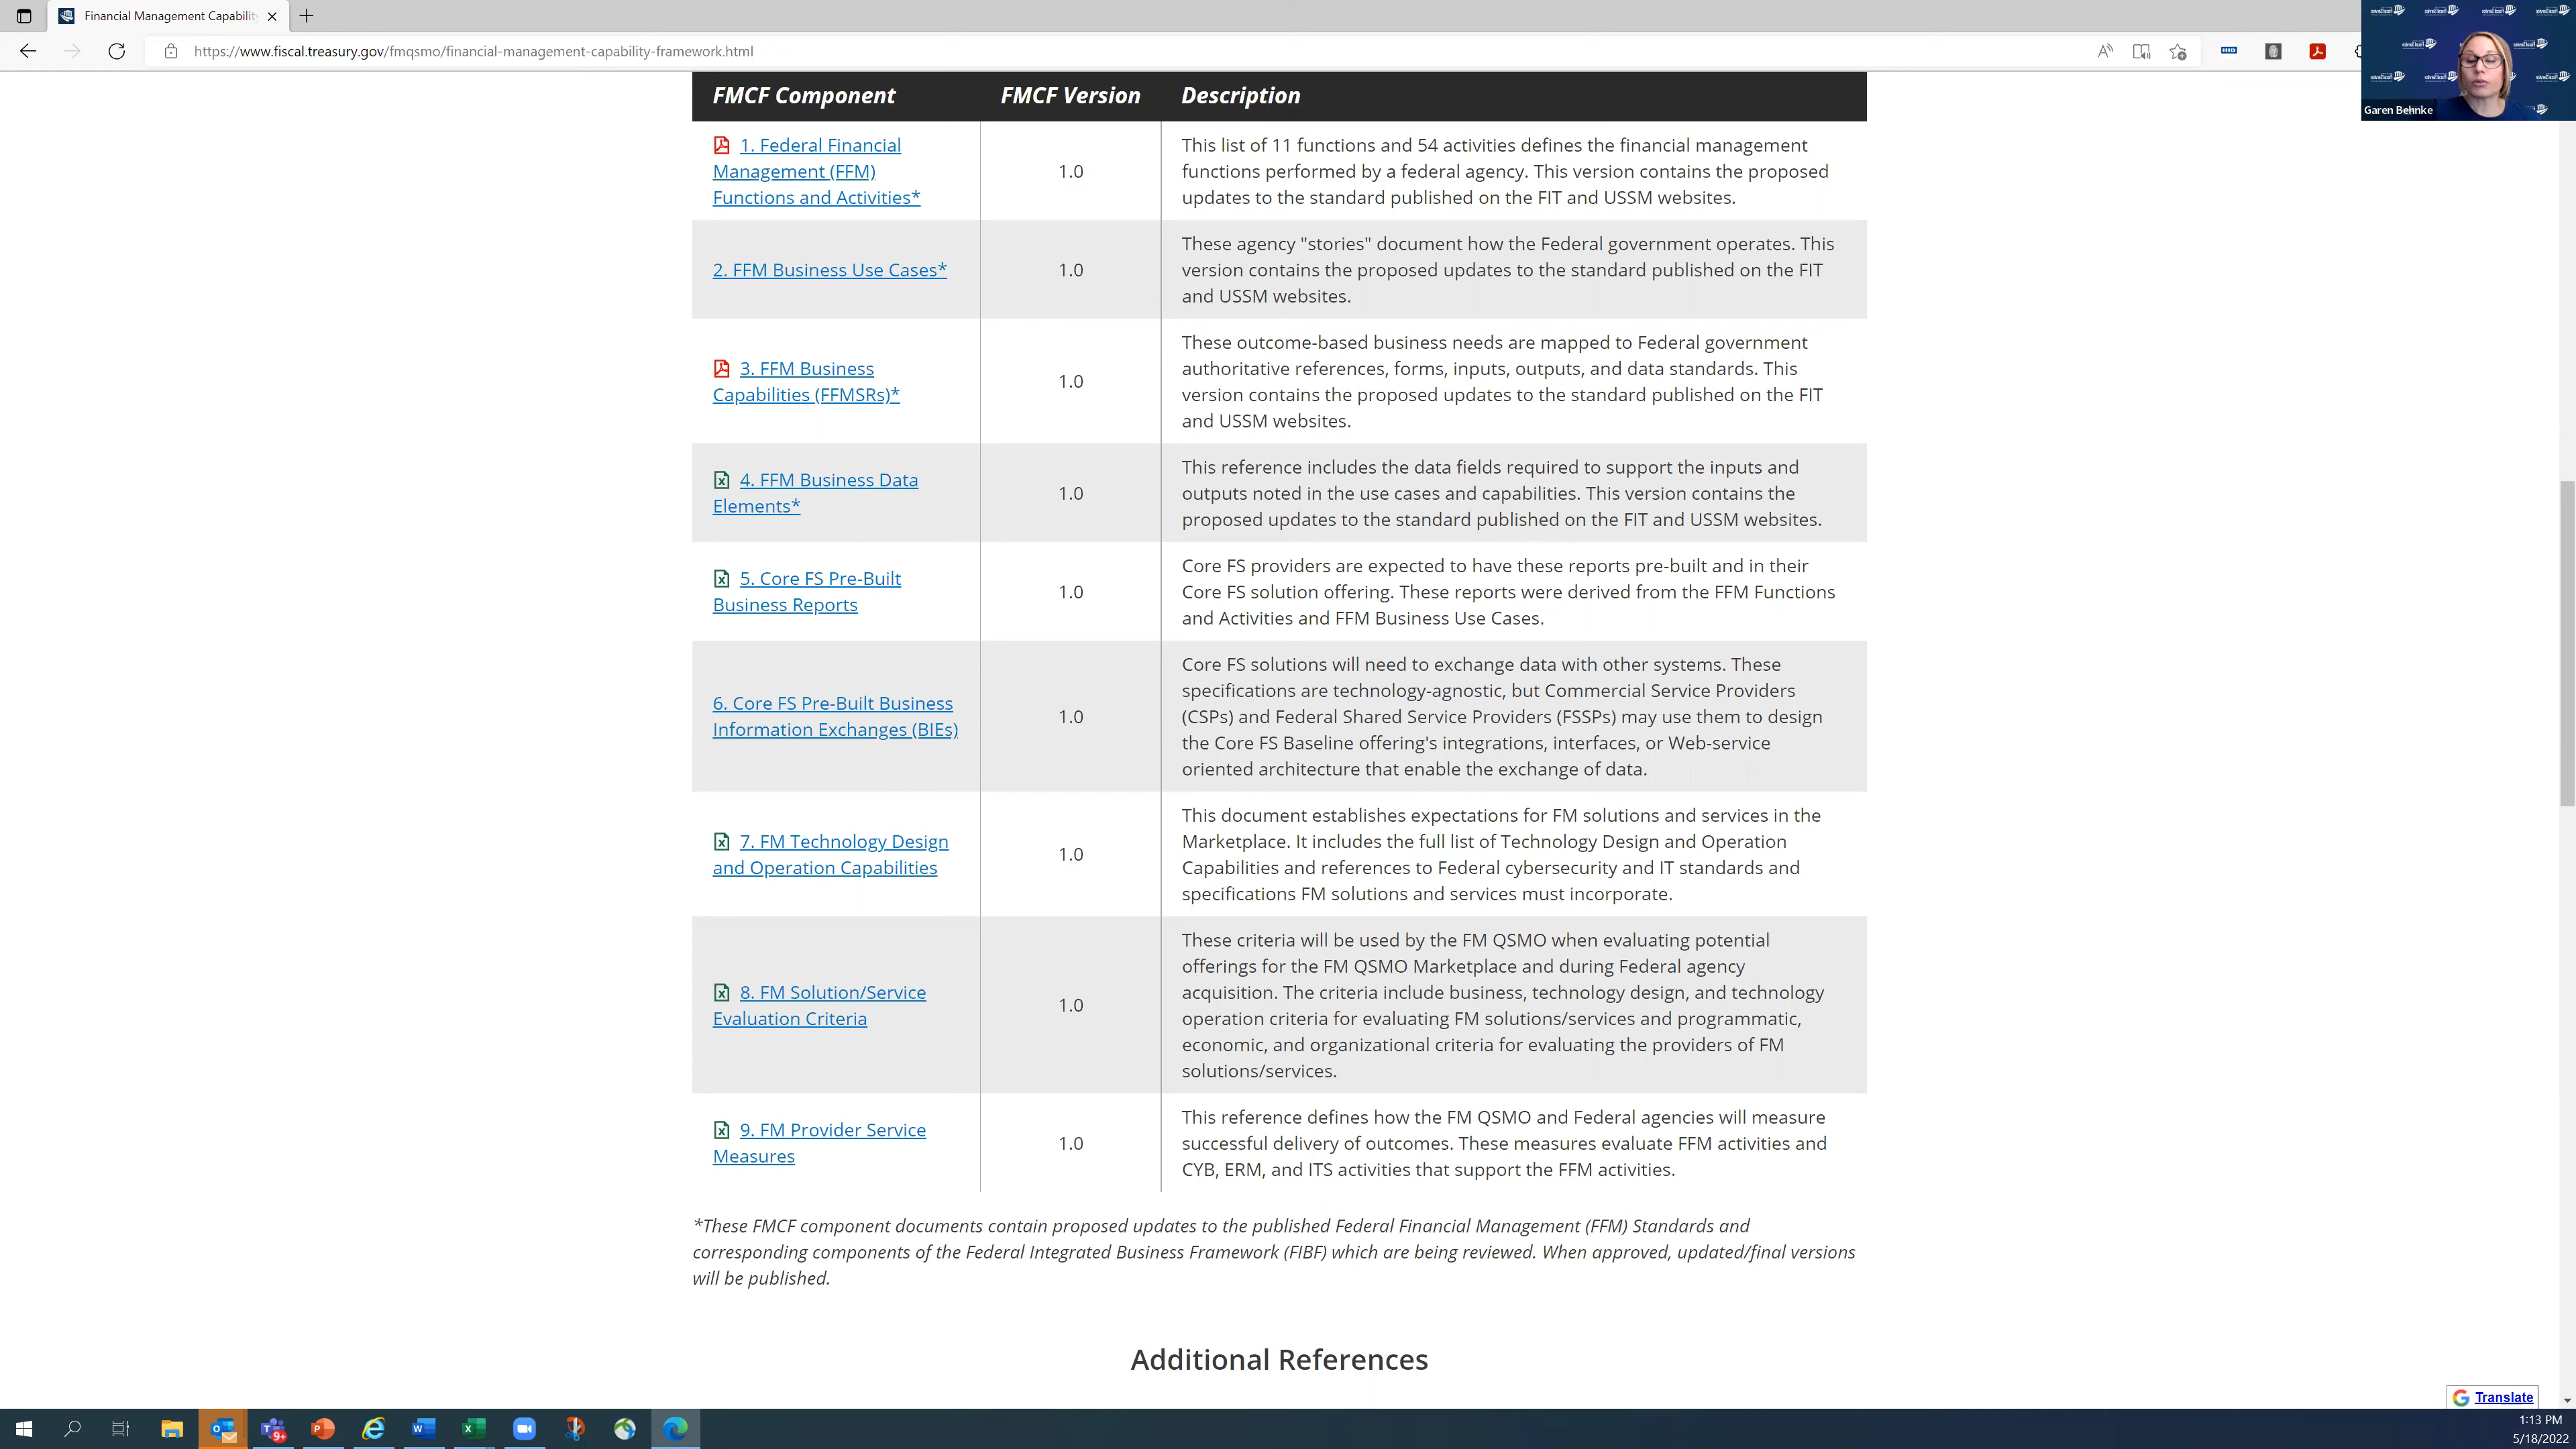 Financial Management Capability
https://www.fiscal.treasury.gov/fmqsmo/financial-management-capability-framework.html
Garen Behnke
FMCF Component FMCF Version Description
1. Federal Financial
Management (FFM)
Functions and Activities*
1.0
This list of 11 functions and 54 activities defines the financial management
functions performed by a federal agency. This version contains the proposed
updates to the standard published on the FIT and USSM websites.
2. FFM Business Use Cases*
1.0
These agency "stories" document how the Federal government operates. This
version contains the proposed updates to the standard published on the FIT
and USSM websites.
3. FFM Business
Capabilities (FFMSRs)*
1.0
These outcome-based business needs are mapped to Federal government
authoritative references, forms, inputs, outputs, and data standards. This
version contains the proposed updates to the standard published on the FIT
and USSM websites.
4. FFM Business Data
Elements*
1.0
This reference includes the data fields required to support the inputs and
outputs noted in the use cases and capabilities. This version contains the
proposed updates to the standard published on the FIT and USSM websites.
5. Core FS Pre-Built
Business Reports
1.0
Core FS providers are expected to have these reports pre-built and in their
Core FS solution offering. These reports were derived from the FFM Functions
and Activities and FFM Business Use Cases.
6. Core FS Pre-Built Business
Information Exchanges (BIEs)
1.0
Core FS solutions will need to exchange data with other systems. These
specifications are technology-agnostic, but Commercial Service Providers
(CSPs) and Federal Shared Service Providers (FSSPs) may use them to design
the Core FS Baseline offering's integrations, interfaces, or Web-service
oriented architecture that enable the exchange of data.
7. FM Technology Design
and Operation Capabilities
1.0
This document establishes expectations for FM solutions and services in the
Marketplace. It includes the full list of Technology Design and Operation
Capabilities and references to Federal cybersecurity and IT standards and
specifications FM solutions and services must incorporate.
8. FM Solution/Service
Evaluation Criteria
1.0
These criteria will be used by the FM QSMO when evaluating potential
offerings for the FM QSMO Marketplace and during Federal agency
acquisition. The criteria include business, technology design, and technology
operation criteria for evaluating FM solutions/services and programmatic,
economic, and organizational criteria for evaluating the providers of FM
solutions/services.
9. FM Provider Service
Measures
1.0
This reference defines how the FM QSMO and Federal agencies will measure
successful delivery of outcomes. These measures evaluate FFM activities and
CYB, ERM, and ITS activities that support the FFM activities.
*These FMCF component documents contain proposed updates to the published Federal Financial Management (FFM) Standards and
corresponding components of the Federal Integrated Business Framework (FIBF) which are being reviewed. When approved, updated/final versions
will be published.
Additional References
Translate
9+
1:13 PM
5/18/2022